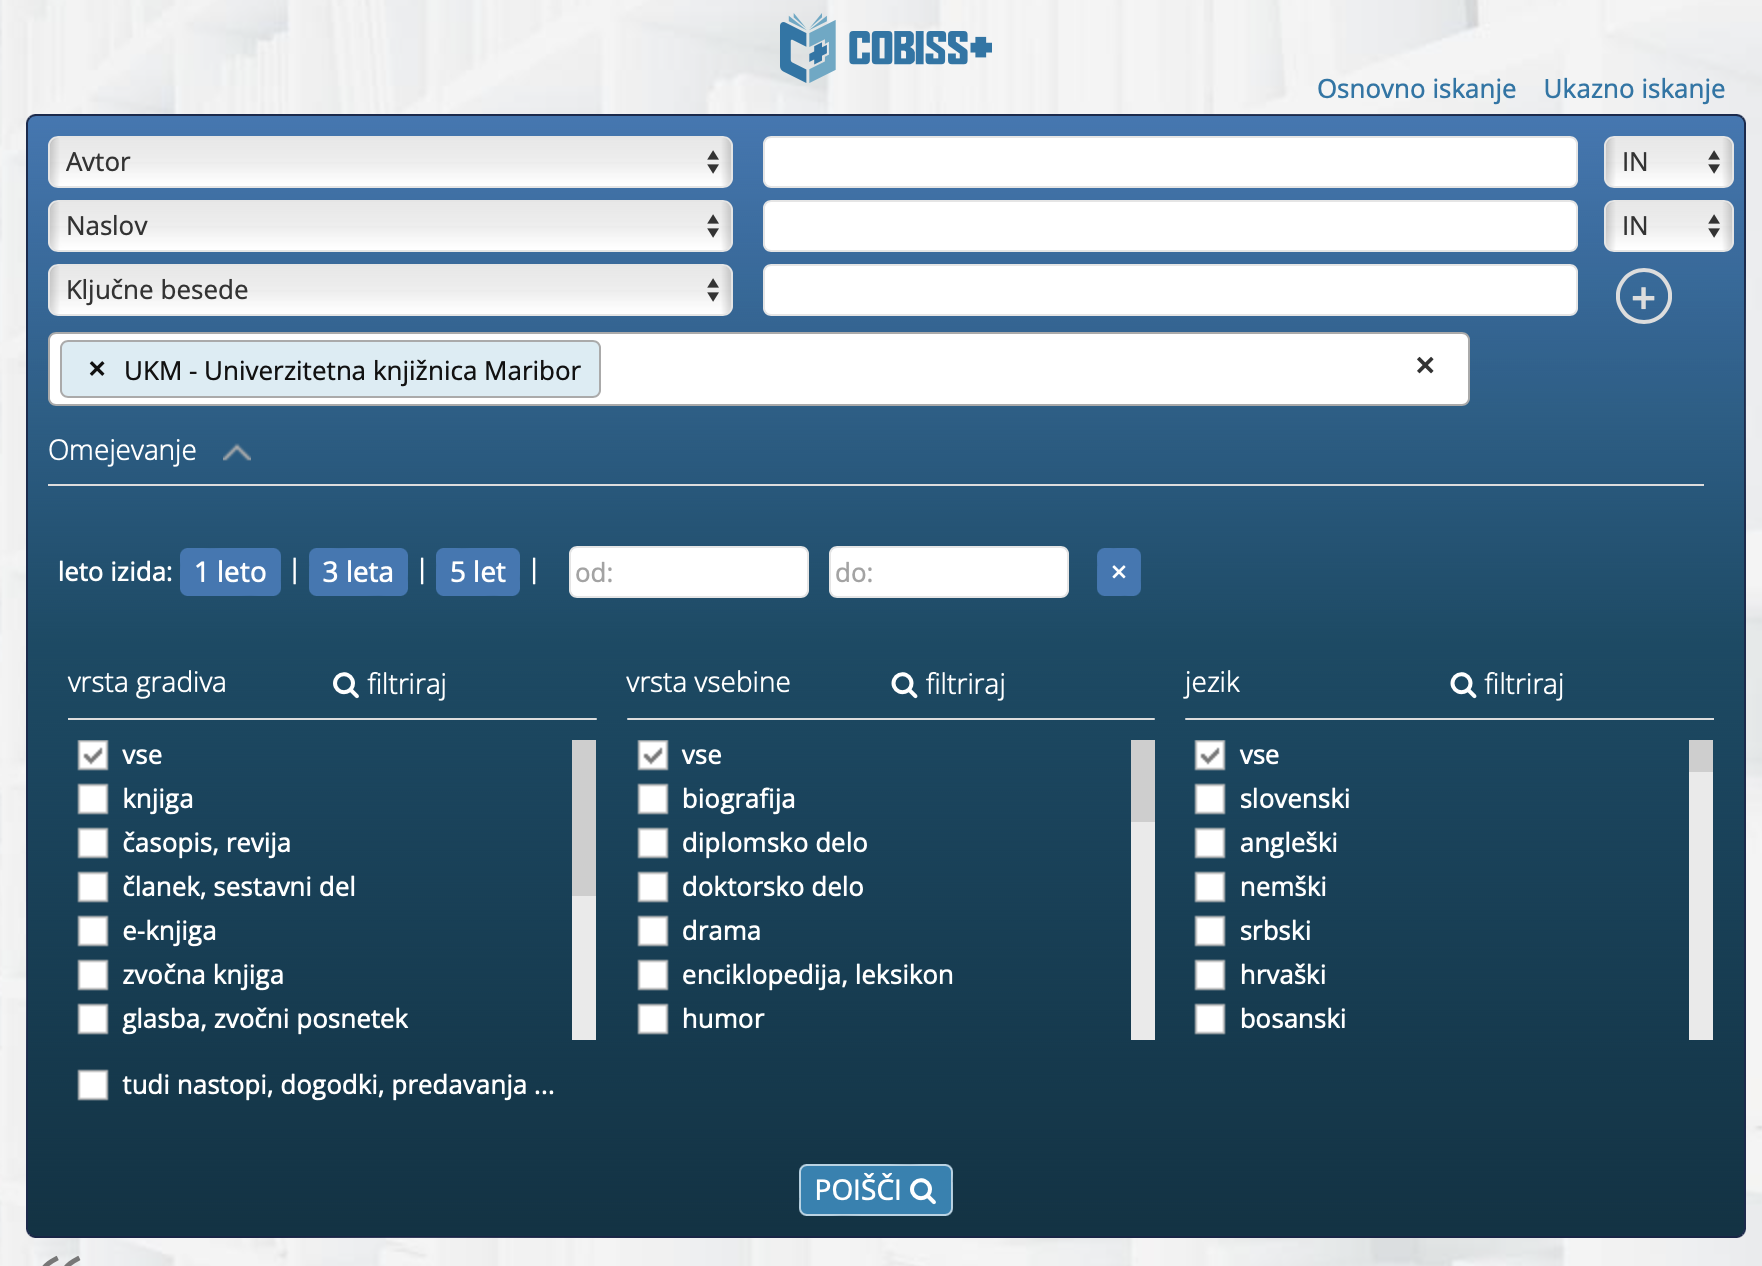 COBISS+
Osnovno iskanje Ukazno iskanje
Avtor IN
Naslov IN
Ključne besede
× UKM - Univerzitetna knjižnica Maribor ×
Omejevanje
leto izida: 1 leto | 3 leta | 5 let | od: do: ×
vrsta gradiva filtriraj vrsta vsebine filtriraj jezik filtriraj
vse vse vse
knjiga biografija slovenski
časopis, revija diplomsko delo angleški
članek, sestavni del doktorsko delo nemški
e-knjiga drama srbski
zvočna knjiga enciklopedija, leksikon hrvaški
glasba, zvočni posnetek humor bosanski
tudi nastopi, dogodki, predavanja ...
POIŠČI